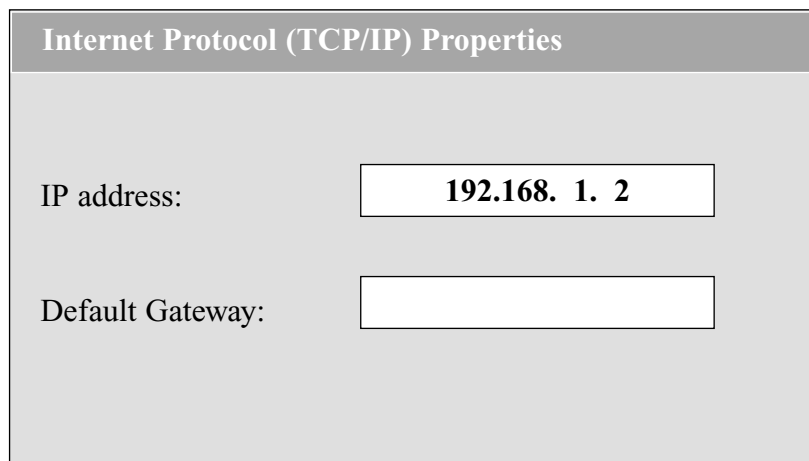 Internet Protocol (TCP/IP) Properties
IP address: 192.168. 1. 2
Default Gateway: